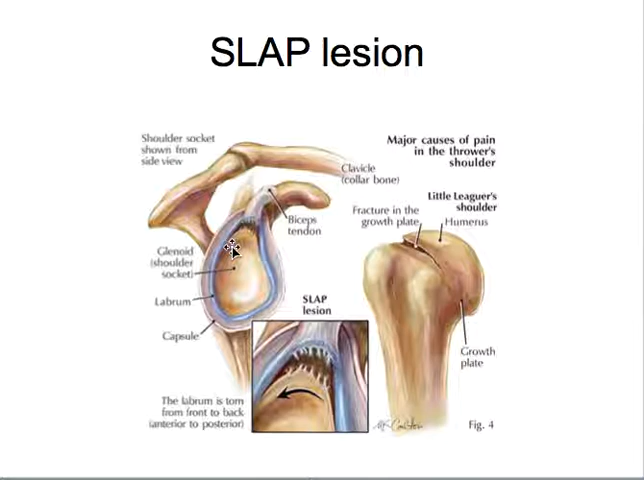 SLAP lesion
Shoulder socket
shown from
side view
Clavicle
(collar bone)
Biceps
tendon
Glenoid
(shoulder
socket)
Labrum
Capsule
SLAP
lesion
The labrum is torn
from front to back
(anterior to posterior)
Major causes of pain
in the thrower's
shoulder
Little Leaguer's
shoulder
Fracture in the
growth plate
Humerus
Growth
plate
Fig. 4